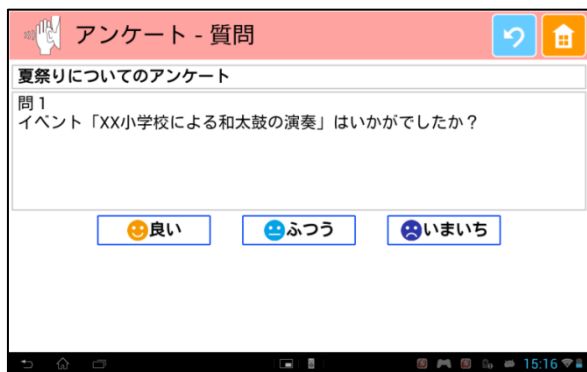 アンケート - 質問
夏祭りについてのアンケート
問1
イベント「XX小学校による和太鼓の演奏」はいかがでしたか？
良い
ふつう
いまいち
15:16